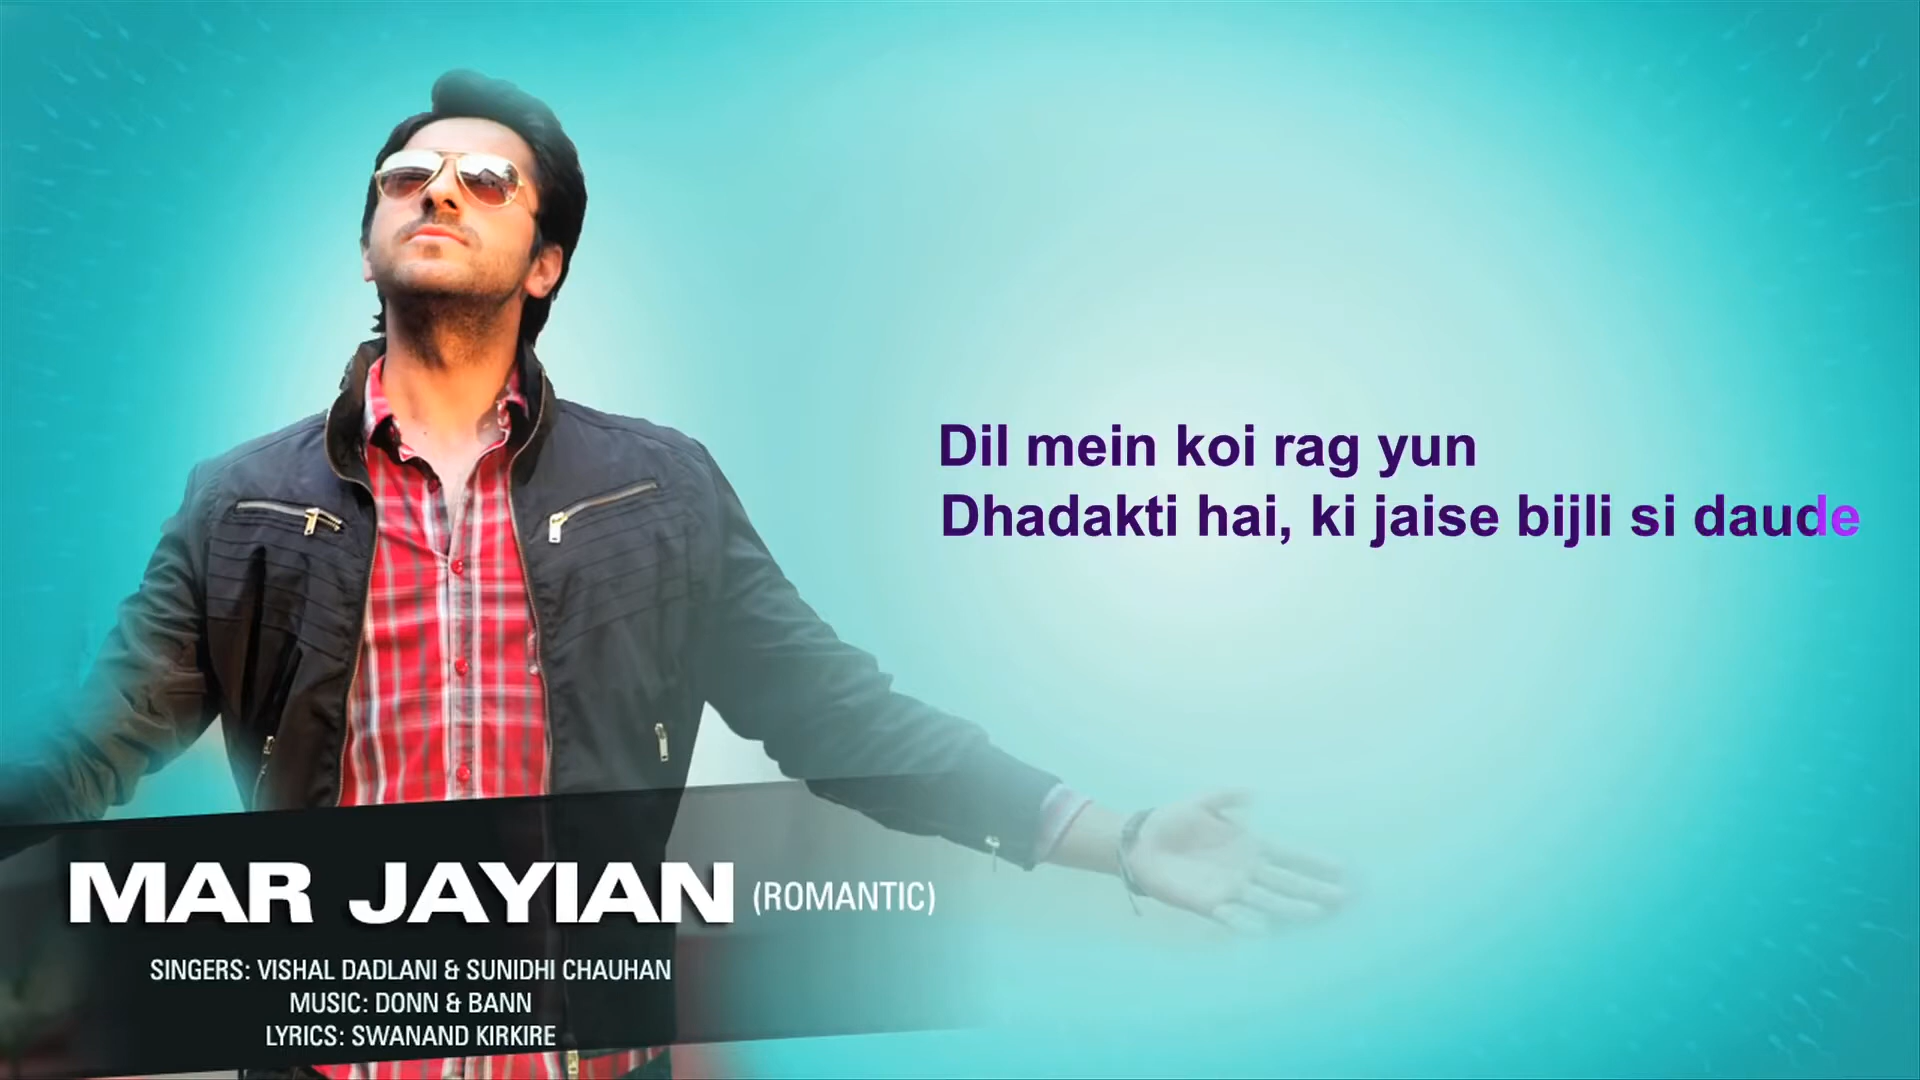 Dil mein koi rag yun
Dhadakti hai, ki jaise bijli si daude
MAR JAYIAN (ROMANTIC)
SINGERS: VISHAL DADLANI & SUNIDHI CHAUHAN
MUSIC: DONN & BANN
LYRICS: SWANAND KIRKIRE